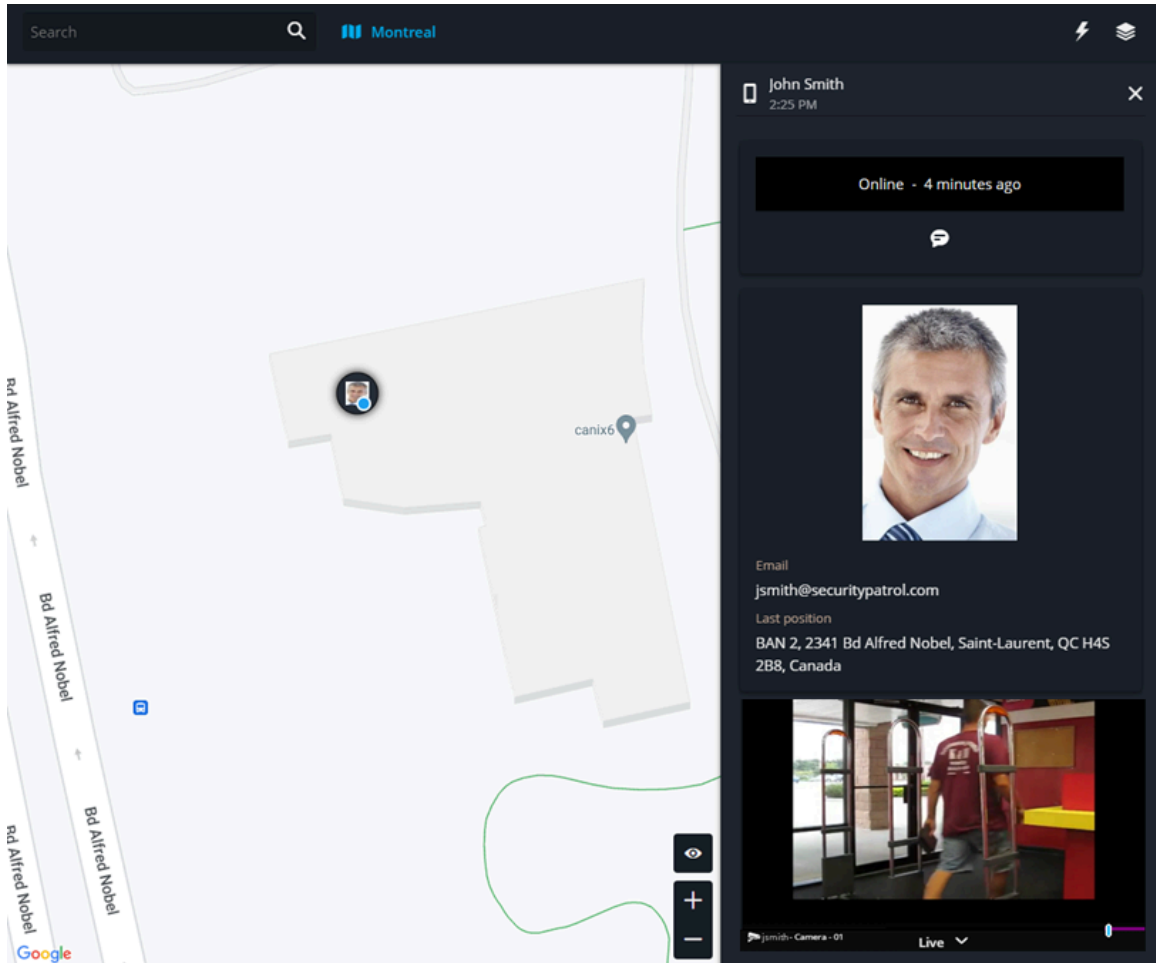 Search
Montreal
John Smith
2:25 PM
Online - 4 minutes ago
canix6
Bd Alfred Nobel
Bd Alfred Nobel
Bd Alfred Nobel
Bd Alfred Nobel
Google
Email
jsmith@securitypatrol.com
Last position
BAN 2, 2341 Bd Alfred Nobel, Saint-Laurent, QC H4S
2B8, Canada
jsmith- Camera - 01
Live